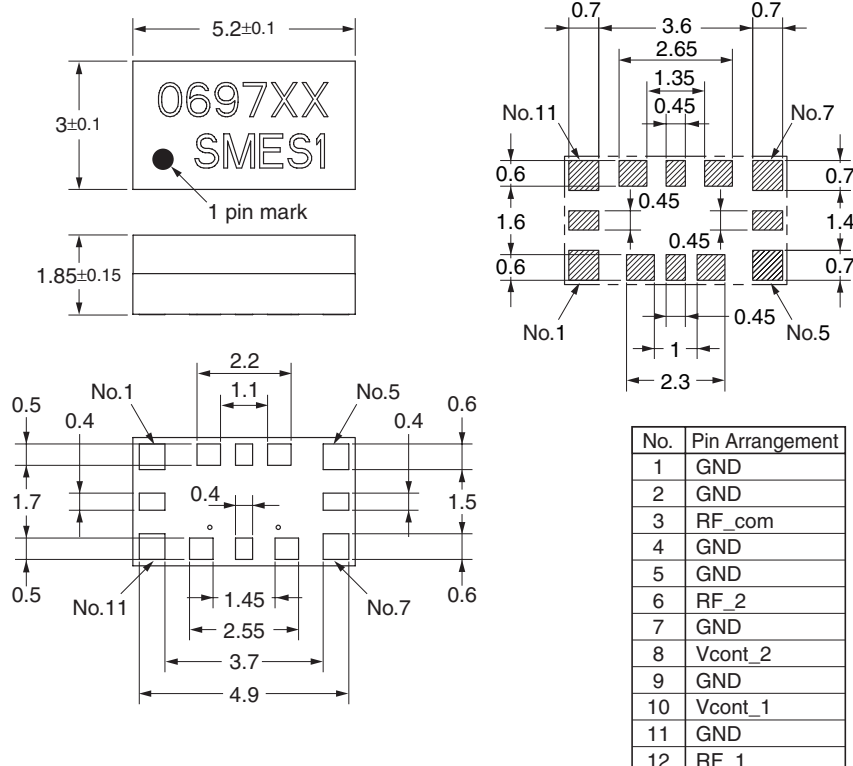 5.2±0.1
3±0.1
0697XX
SMES1
1 pin mark
1.85±0.15
0.7
3.6
0.7
2.65
1.35
0.45
No.11
No.7
0.6
0.7
0.45
1.6
1.4
0.45
0.6
0.7
0.45
No.1
No.5
1
2.3
2.2
1.1
No.1
No.5
0.5
0.4
0.4
0.6
1.7
0.4
1.5
0.5
0.6
No.11
No.7
1.45
2.55
3.7
4.9
No. Pin Arrangement
1 GND
2 GND
3 RF_com
4 GND
5 GND
6 RF_2
7 GND
8 Vcont_2
9 GND
10 Vcont_1
11 GND
12 RF_1